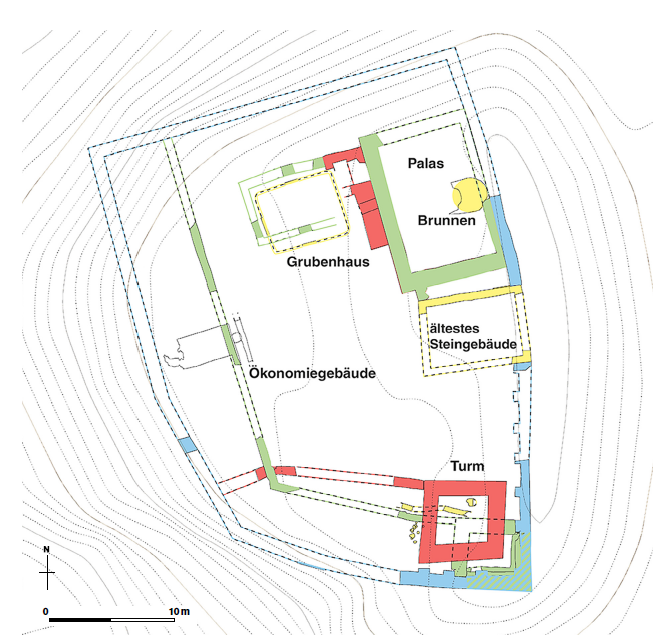 Palas
Brunnen
Grubenhaus
ältestes
Steingebäude
Ökonomiegebäude
Turm
N
0
10 m